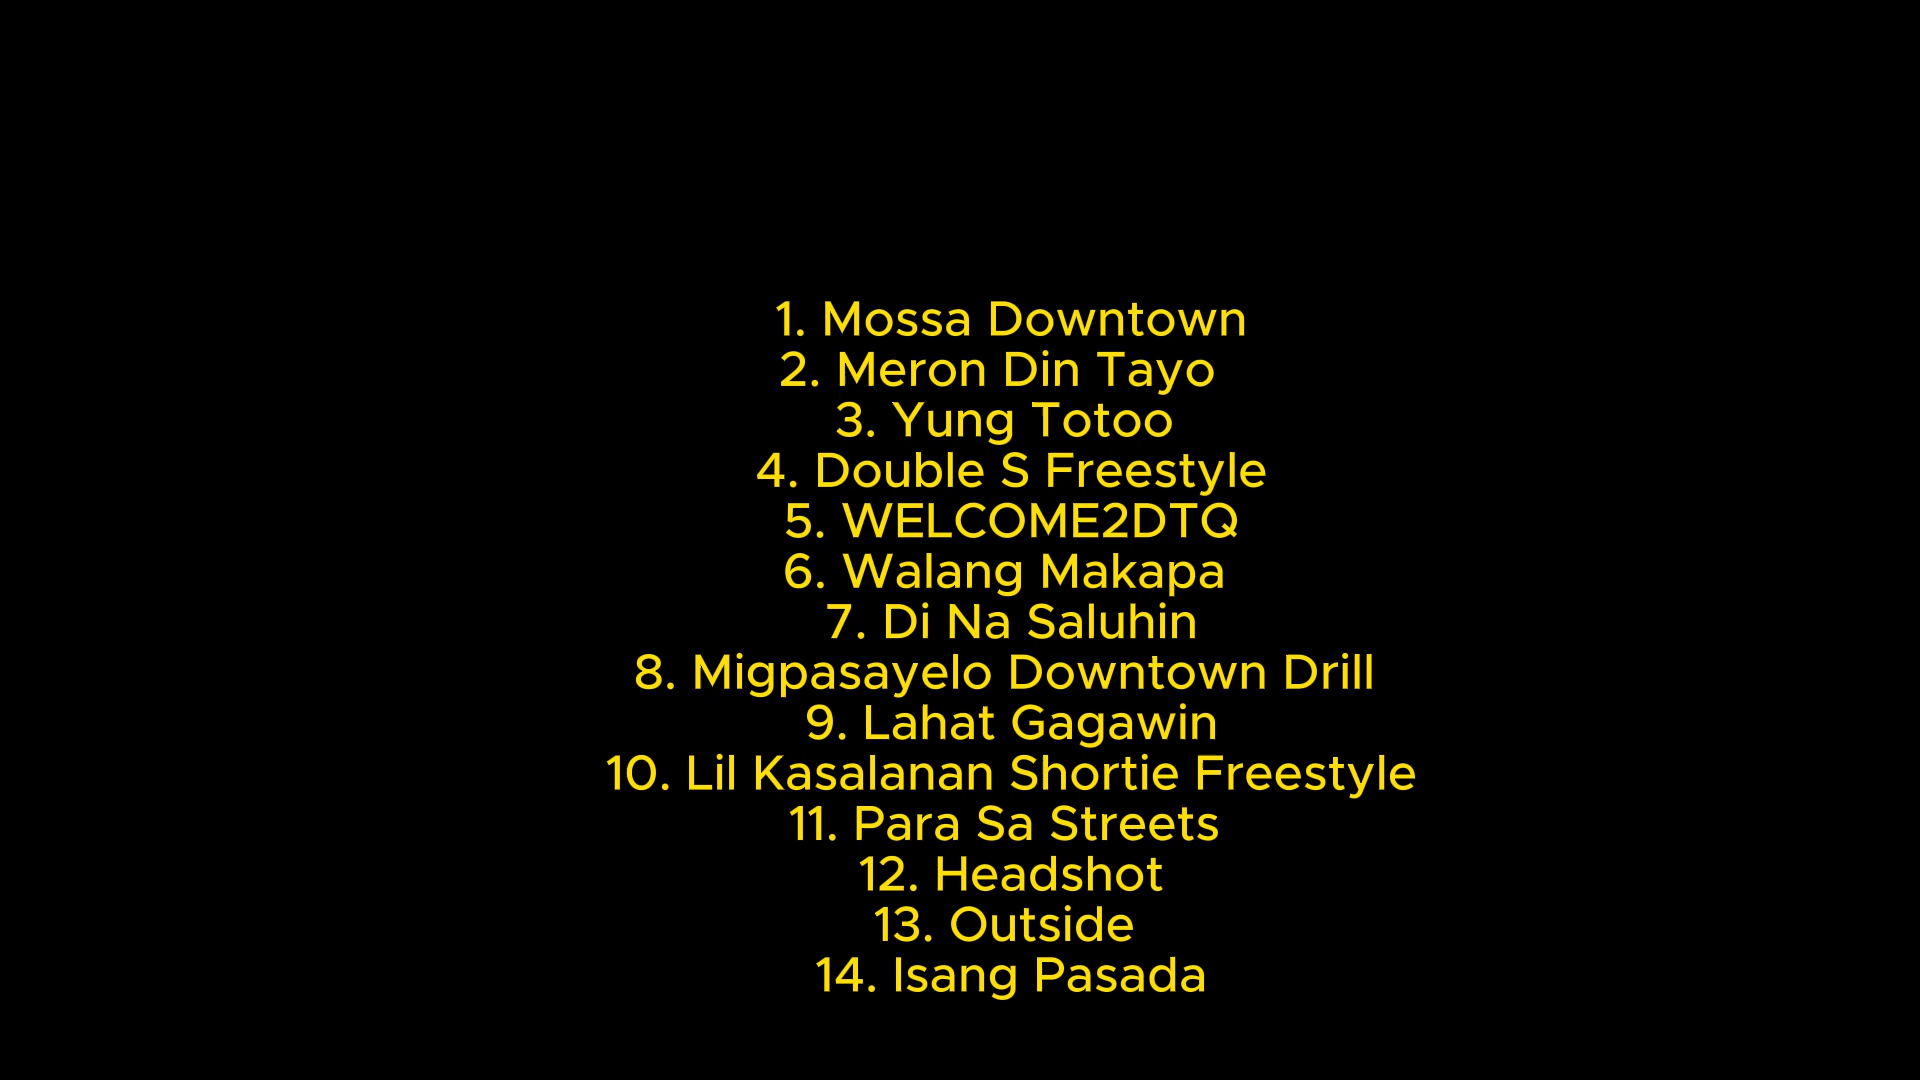 1. Mossa Downtown
2. Meron Din Tayo
3. Yung Totoo
4. Double S Freestyle
5. WELCOME2DTQ
6. Walang Makapa
7. Di Na Saluhin
8. Migpasayelo Downtown Drill
9. Lahat Gagawin
10. Lil Kasalanan Shortie Freestyle
11. Para Sa Streets
12. Headshot
13. Outside
14. Isang Pasada